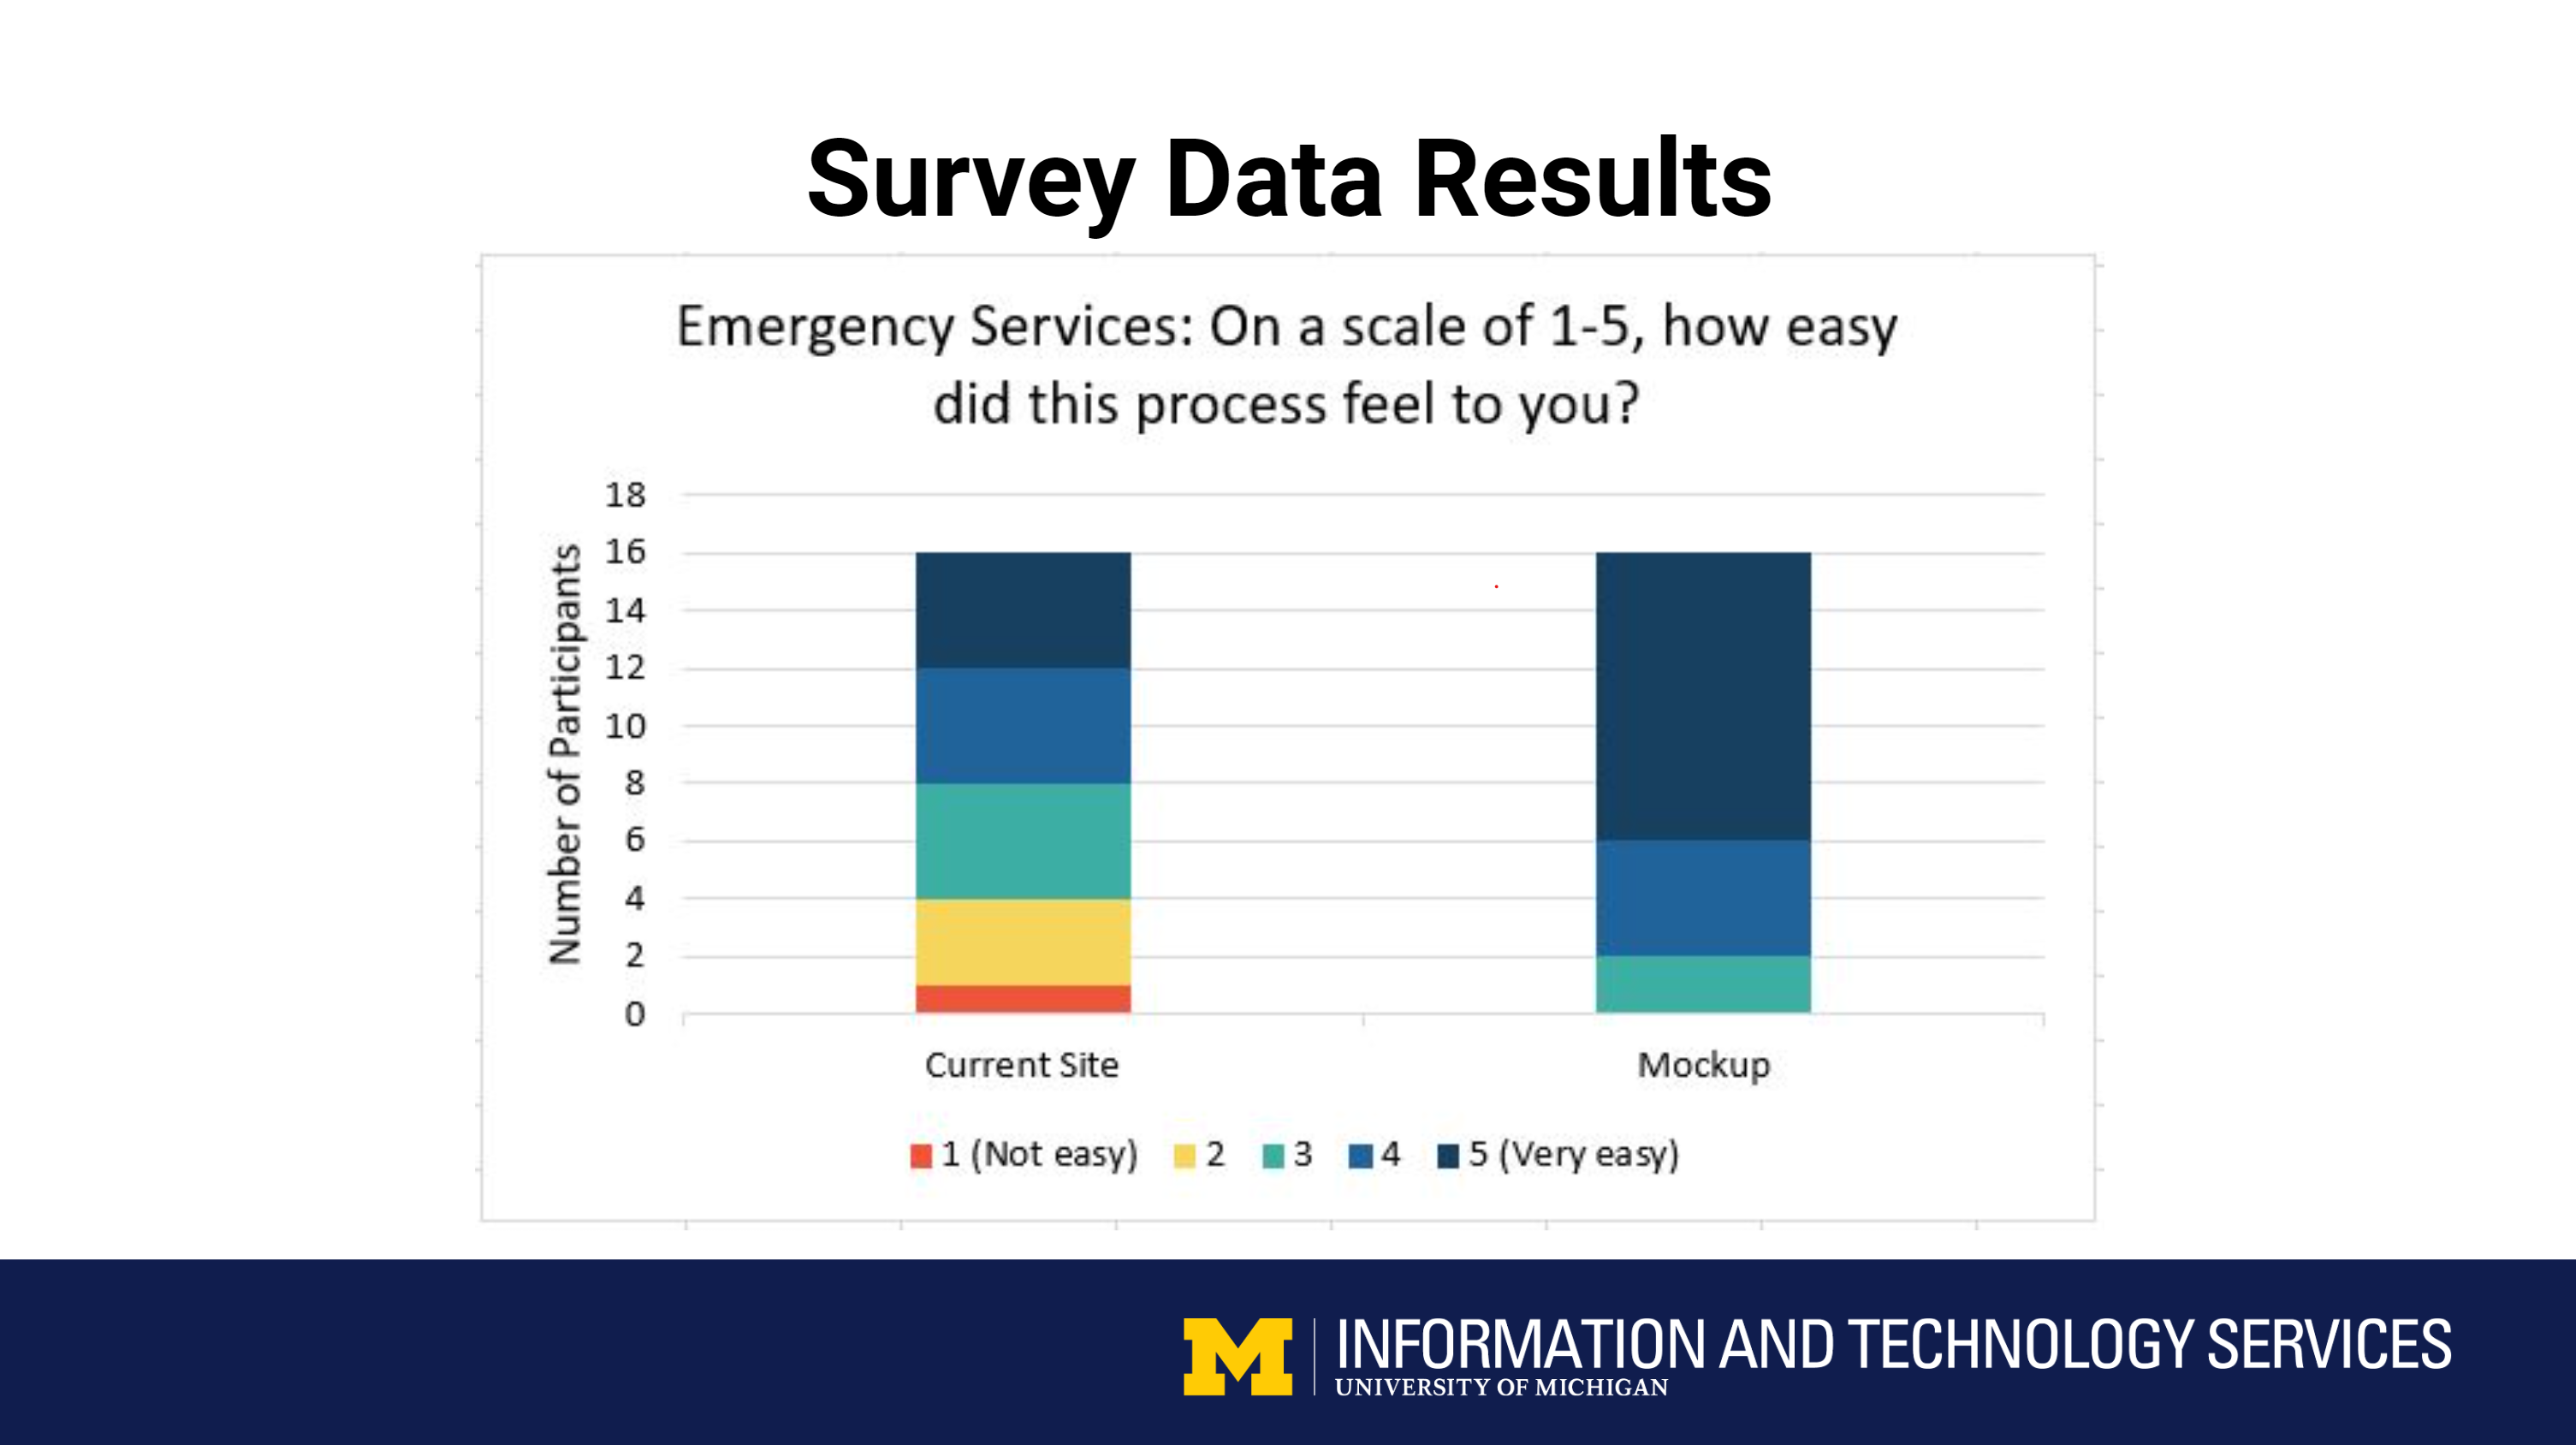 Survey Data Results
Emergency Services: On a scale of 1-5, how easy
did this process feel to you?
Number of Participants
18
16
14
12
10
8
6
4
2
0
Current Site
Mockup
1 (Not easy) 2 3 4 5 (Very easy)
M INFORMATION AND TECHNOLOGY SERVICES
UNIVERSITY OF MICHIGAN